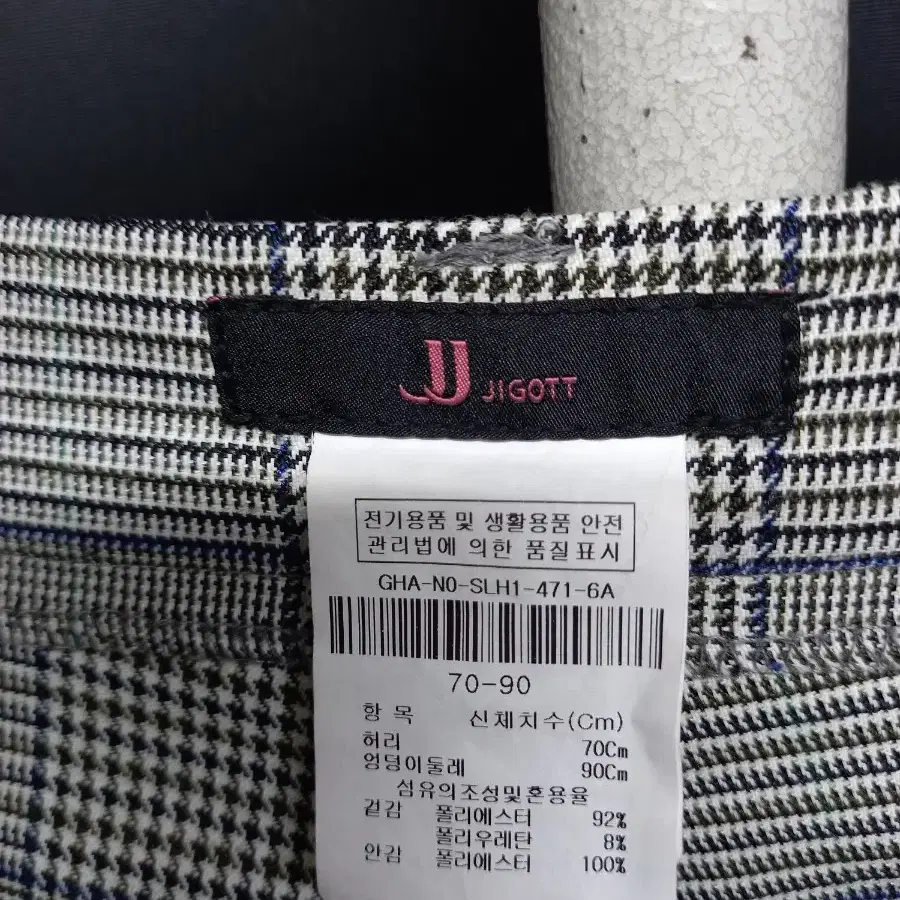 JJ JIGOTT
전기용품 및 생활용품 안전
관리법에 의한 품질표시
GHA-N0-SLH1-471-6A
70-90
항 목 신체치수(Cm)
허리 70Cm
엉덩이둘레 90Cm
섬유의조성및혼용율
겉감 폴리에스터 92%
폴리우레탄 8%
안감 폴리에스터 100%